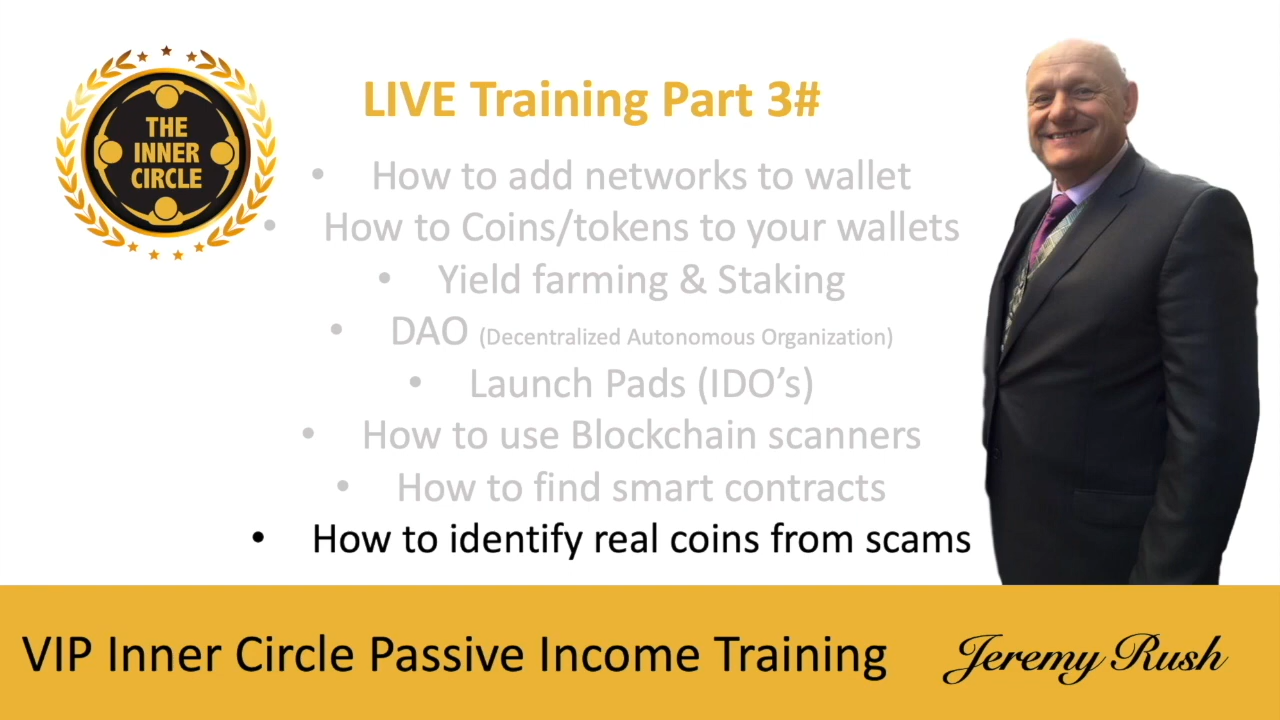 THE
INNER
CIRCLE
LIVE Training Part 3#
• How to add networks to wallet
• How to Coins/tokens to your wallets
• Yield farming & Staking
• DAO (Decentralized Autonomous Organization)
• Launch Pads (IDO’s)
• How to use Blockchain scanners
• How to find smart contracts
• How to identify real coins from scams
VIP Inner Circle Passive Income Training
Jeremy Rush